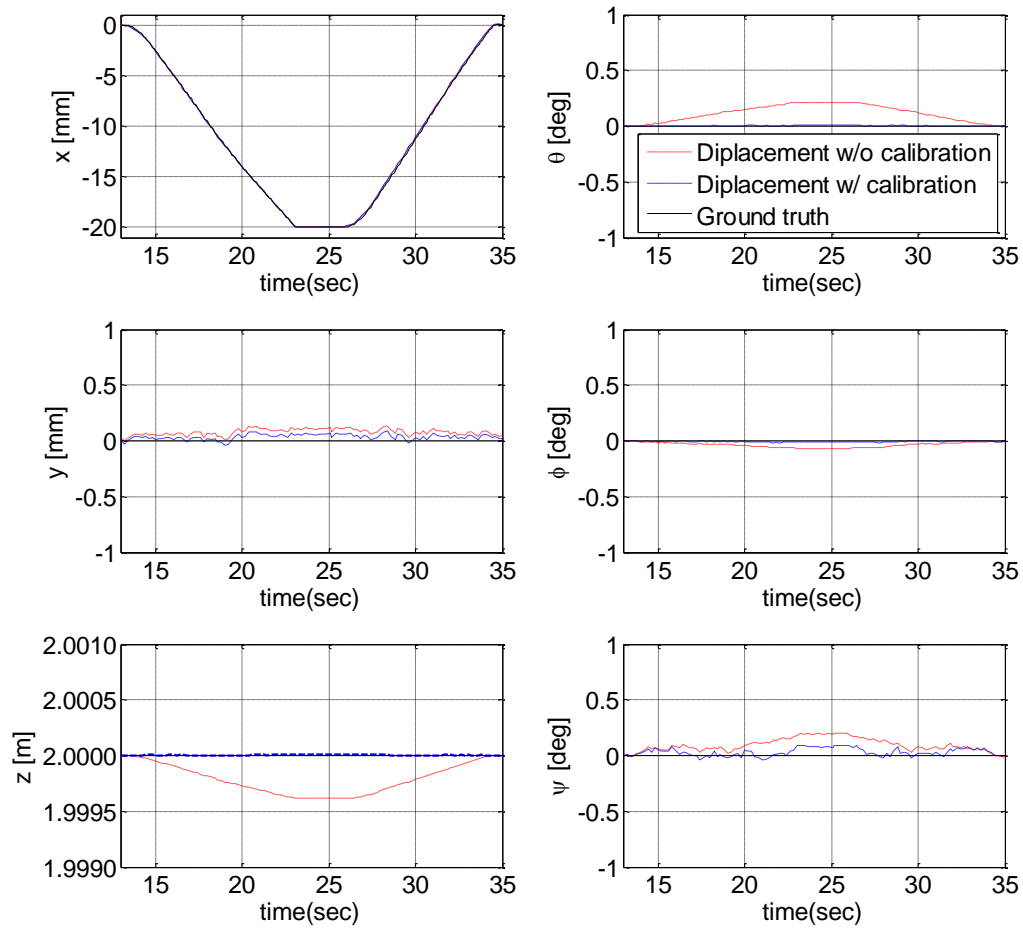 0
-5
-10
-15
-20
x [mm]
15 20 25 30 35
time(sec)
1
0.5
0
-0.5
-1
θ [deg]
Diplacement w/o calibration
Diplacement w/ calibration
Ground truth
15 20 25 30 35
time(sec)
1
0.5
0
-0.5
-1
y [mm]
15 20 25 30 35
time(sec)
1
0.5
0
-0.5
-1
ϕ [deg]
15 20 25 30 35
time(sec)
2.0010
2.0005
2.0000
1.9995
1.9990
z [m]
15 20 25 30 35
time(sec)
1
0.5
0
-0.5
-1
ψ [deg]
15 20 25 30 35
time(sec)